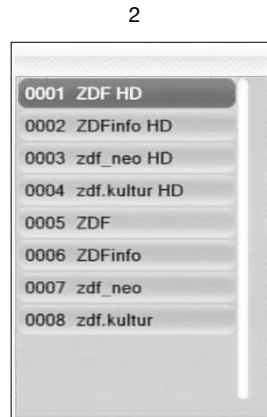 2
0001 ZDF HD
0002 ZDFinfo HD
0003 zdf_neo HD
0004 zdf.kultur HD
0005 ZDF
0006 ZDFinfo
0007 zdf_neo
0008 zdf.kultur